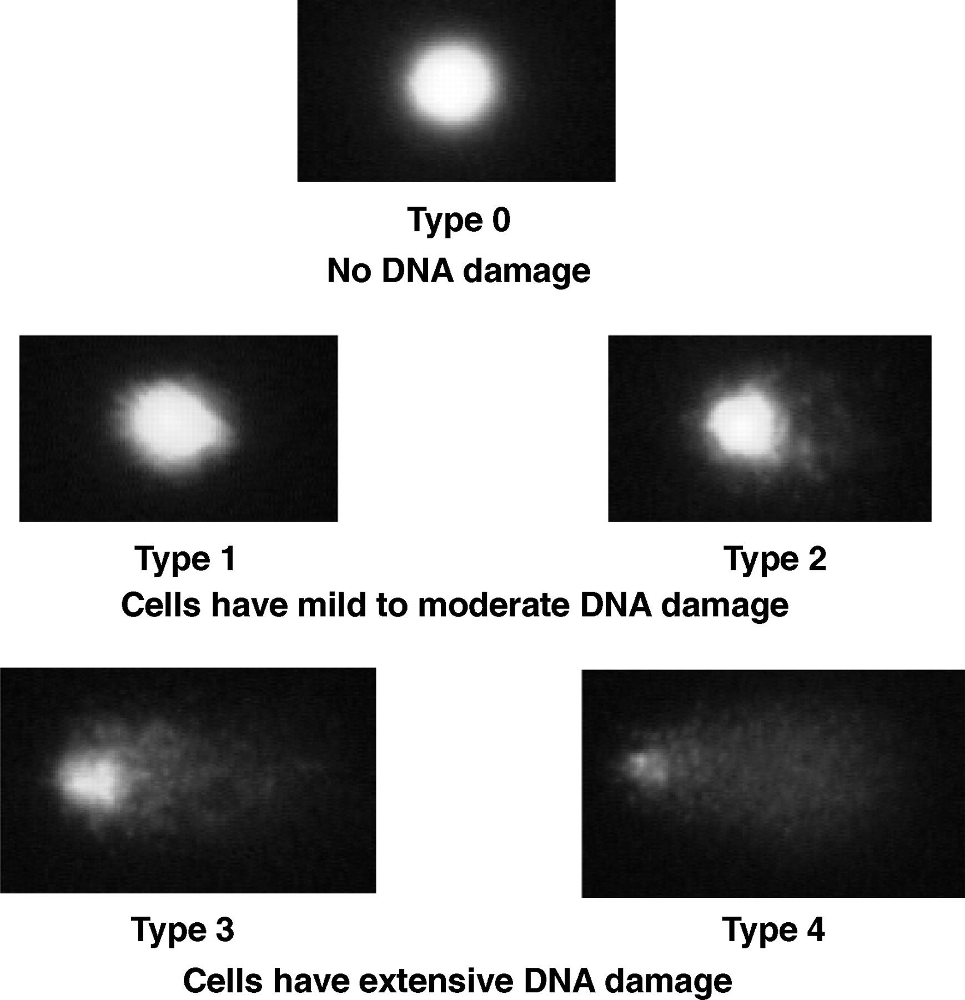 Type 0
No DNA damage
Type 1
Type 2
Cells have mild to moderate DNA damage
Type 3
Type 4
Cells have extensive DNA damage